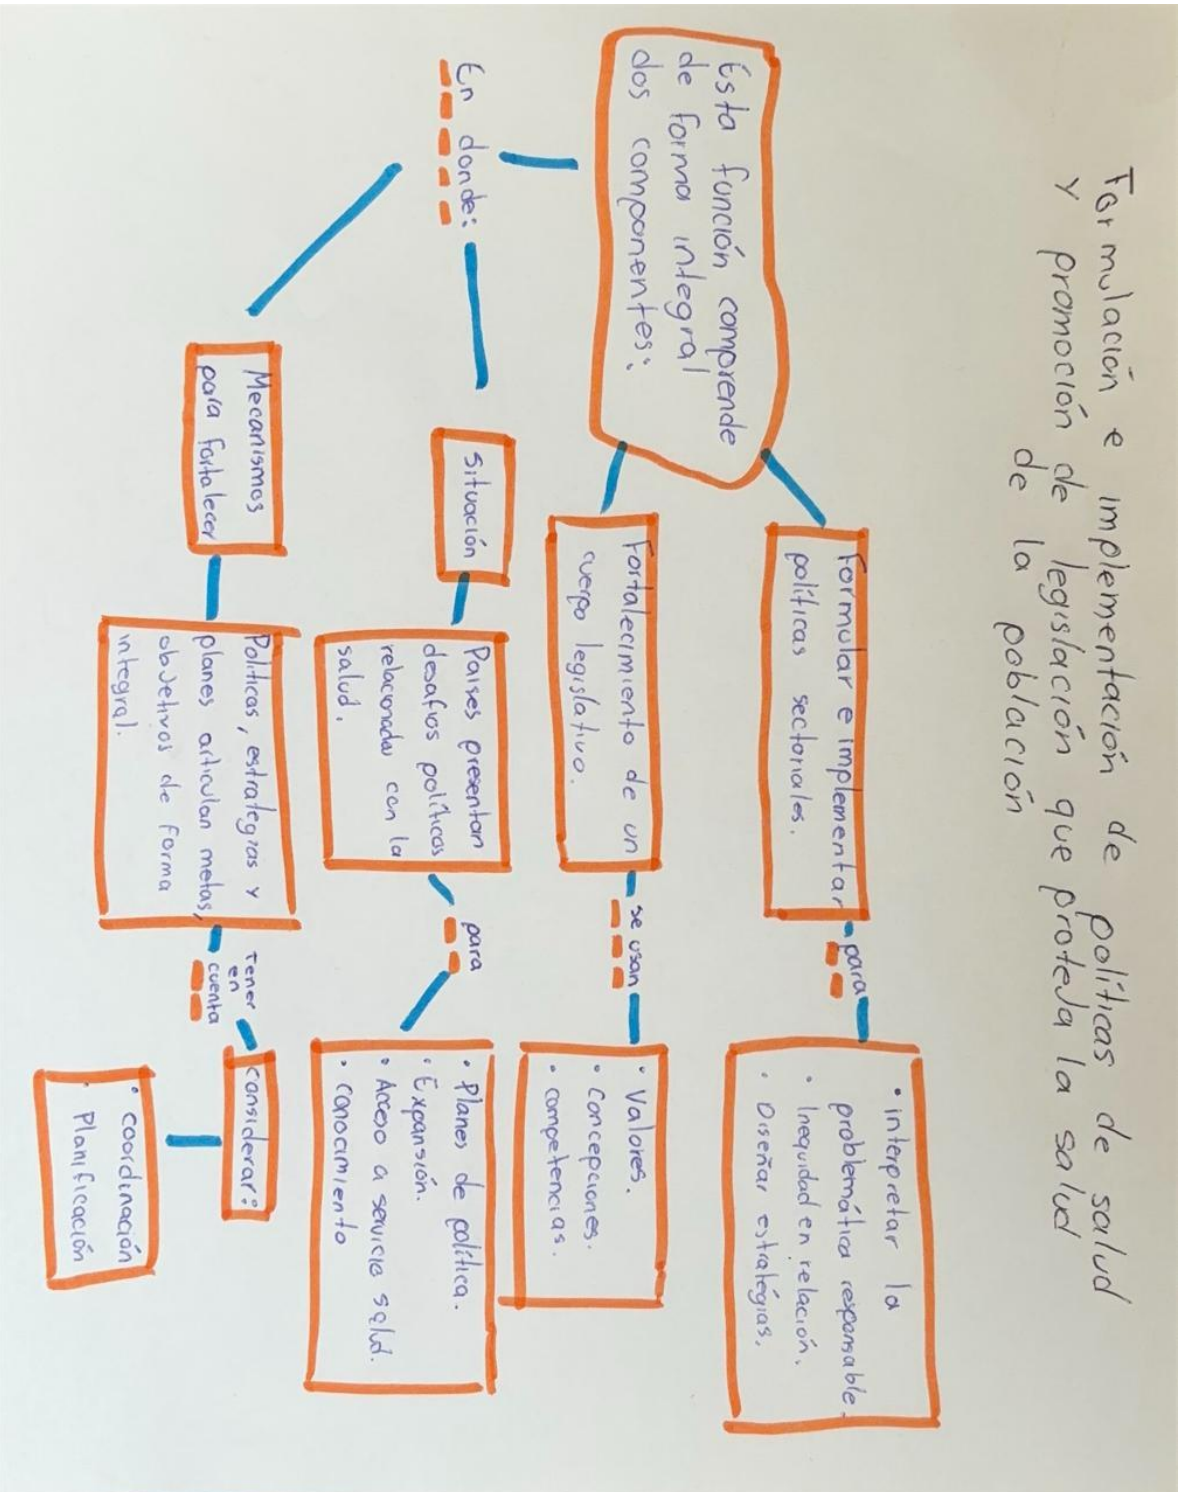 Formulación e implementación de políticas de salud
y promoción de legislación que proteja la salud
de la población
Ésta función comprende
de forma integral
dos componentes:
Formular e implementar
políticas sectoriales.
para
• interpretar la
problemática responsable.
• Inequidad en relación.
• Diseñar estratégias.
Fortalecimiento de un
cuerpo legislativo.
se usan
• Valores.
• Concepciones.
• competencias.
En donde:
Situación
Paises presentan
desafios políticos
relacionados con la
salud.
para
• Planes de política.
• Expansión.
• Acceso a servicio salud.
• conocimiento
Mecanismos
para fortalecer
Politicas, estrategias y
planes articulan metas,
objetivos de forma
integral.
Tener
en
cuenta
considerar:
• coordinación
• Planificación